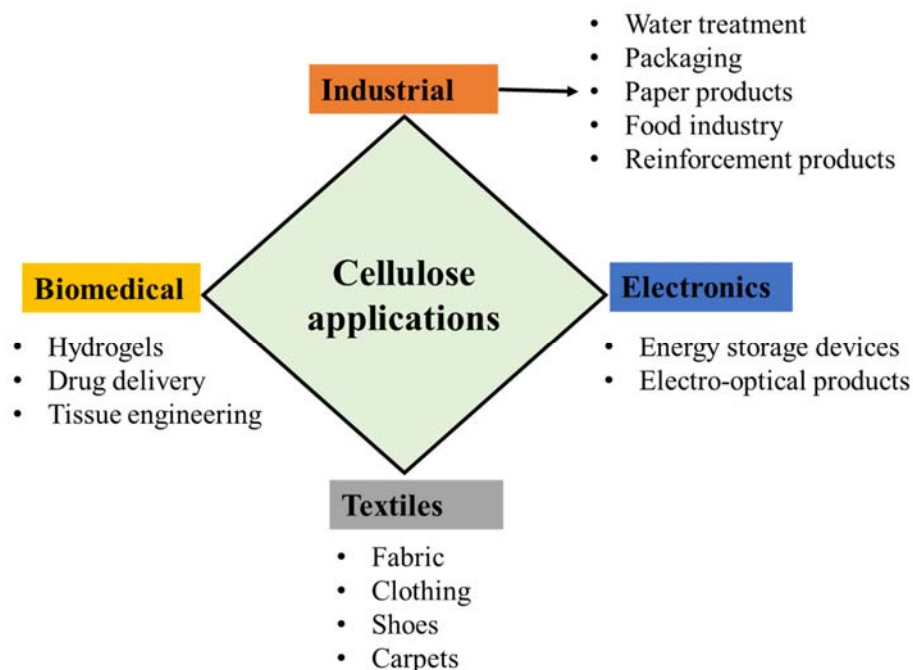 Industrial
• Water treatment
• Packaging
• Paper products
• Food industry
• Reinforcement products
Cellulose
applications
Biomedical
• Hydrogels
• Drug delivery
• Tissue engineering
Electronics
• Energy storage devices
• Electro-optical products
Textiles
• Fabric
• Clothing
• Shoes
• Carpets